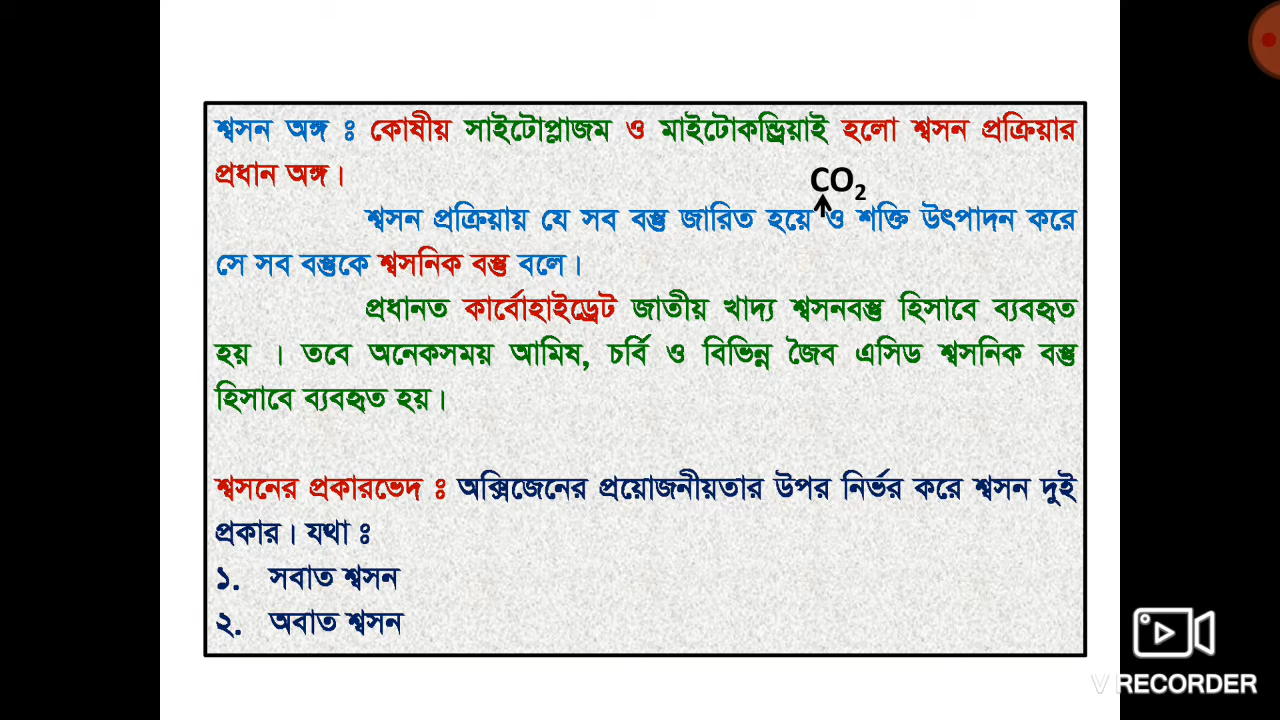 শ্বসন অঙ্গ ঃ কোষীয় সাইটোপ্লাজম ও মাইটোকন্ড্রিয়াই হলো শ্বসন প্রক্রিয়ার
প্রধান অঙ্গ।
CO₂
শ্বসন প্রক্রিয়ায় যে সব বস্তু জারিত হয়ে ও শক্তি উৎপাদন করে
সে সব বস্তুকে শ্বসনিক বস্তু বলে।
প্রধানত কার্বোহাইড্রেট জাতীয় খাদ্য শ্বসনবস্তু হিসাবে ব্যবহৃত
হয় । তবে অনেকসময় আমিষ, চর্বি ও বিভিন্ন জৈব এসিড শ্বসনিক বস্তু
হিসাবে ব্যবহৃত হয়।
শ্বসনের প্রকারভেদ ঃ অক্সিজেনের প্রয়োজনীয়তার উপর নির্ভর করে শ্বসন দুই
প্রকার। যথা ঃ
১. সবাত শ্বসন
২. অবাত শ্বসন
V RECORDER